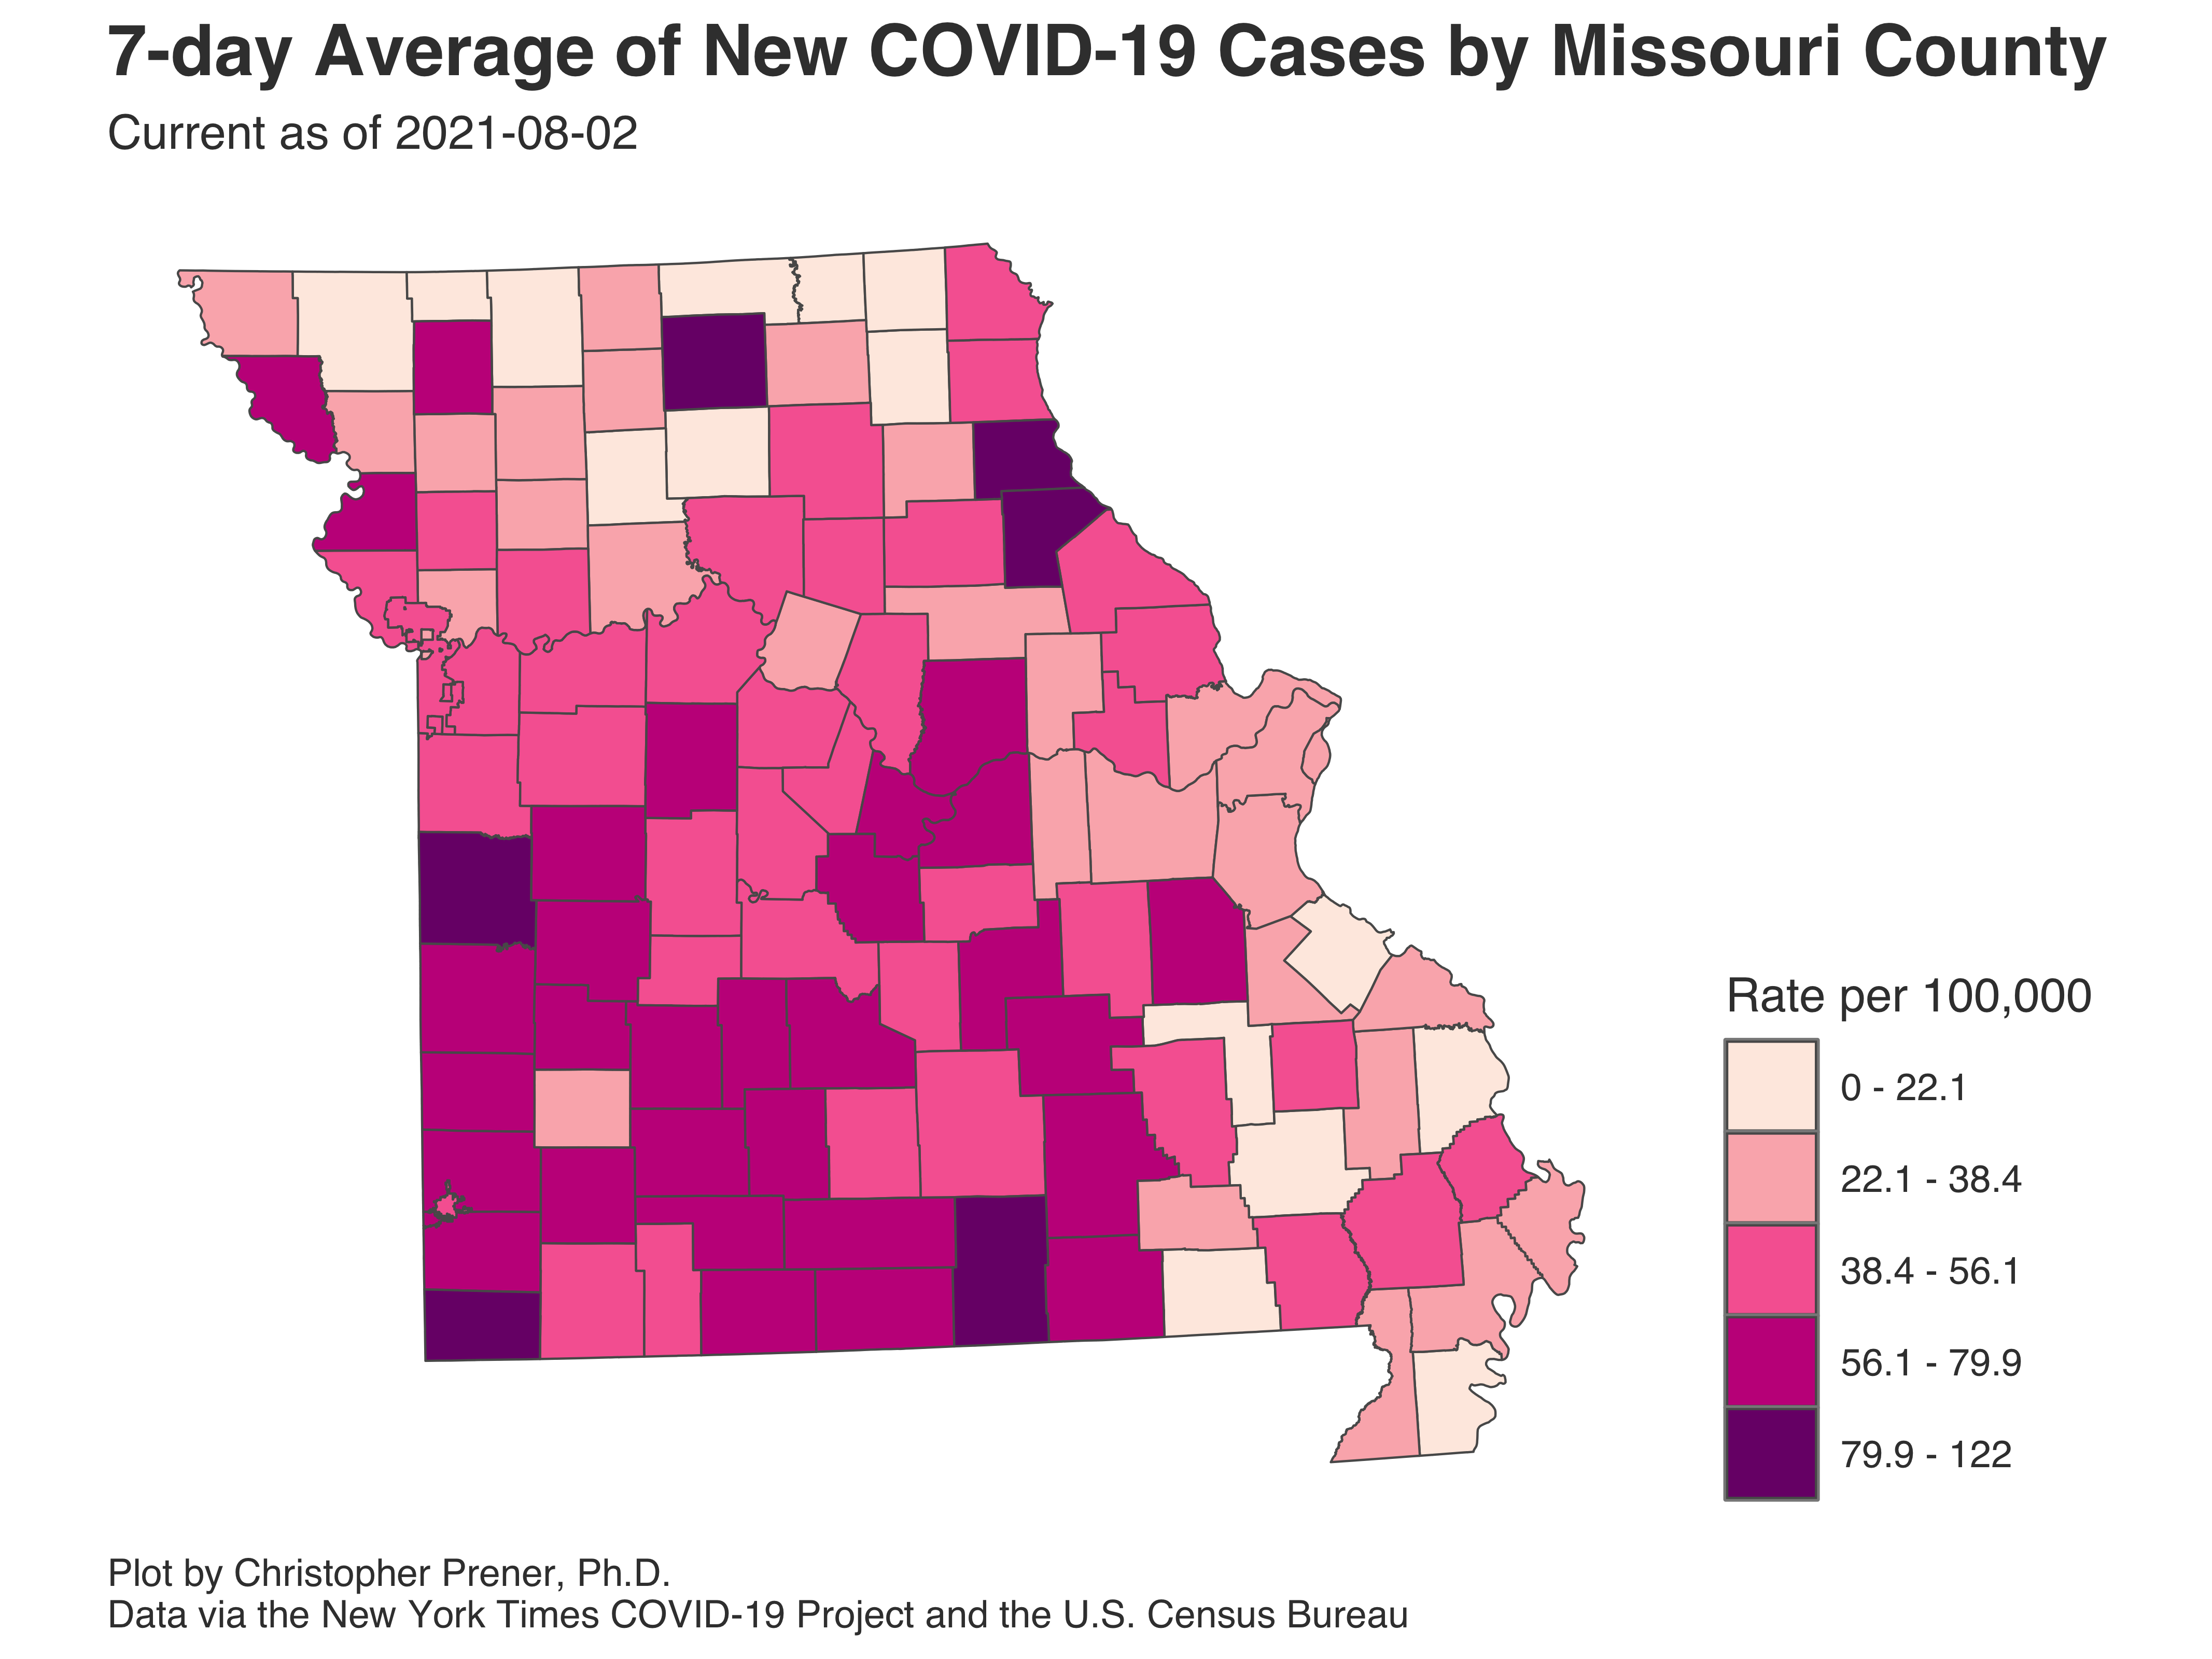 7-day Average of New COVID-19 Cases by Missouri County
Current as of 2021-08-02
Rate per 100,000
0 - 22.1
22.1 - 38.4
38.4 - 56.1
56.1 - 79.9
79.9 - 122
Plot by Christopher Prener, Ph.D.
Data via the New York Times COVID-19 Project and the U.S. Census Bureau